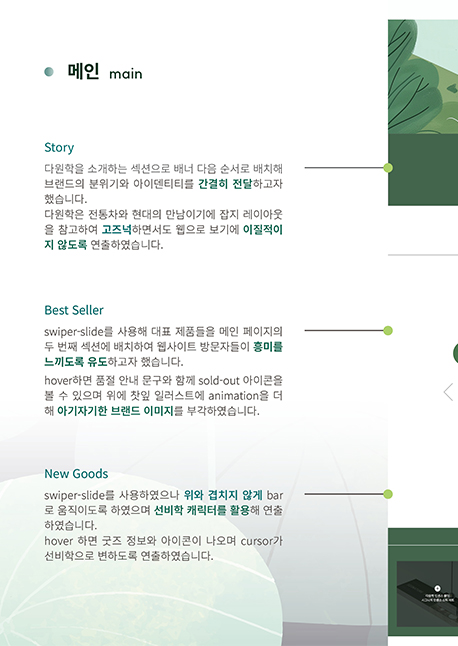 메인 main
Story
다원학을 소개하는 섹션으로 배너 다음 순서로 배치해
브랜드의 분위기와 아이덴티티를 간결히 전달하고자
했습니다.
다원학은 전통차와 현대의 만남이기에 잡지 레이아웃
을 참고하여 고즈넉하면서도 웹으로 보기에 이질적이
지 않도록 연출하였습니다.
Best Seller
swiper-slide를 사용해 대표 제품들을 메인 페이지의
두 번째 섹션에 배치하여 웹사이트 방문자들이 흥미를
느끼도록 유도하고자 했습니다.
hover하면 품절 안내 문구와 함께 sold-out 아이콘을
볼 수 있으며 위에 찻잎 일러스트에 animation을 더
해 아기자기한 브랜드 이미지를 부각하였습니다.
New Goods
swiper-slide를 사용하였으나 위와 겹치지 않게 bar
로 움직이도록 하였으며 선비학 캐릭터를 활용해 연출
하였습니다.
hover 하면 굿즈 정보와 아이콘이 나오며 cursor가
선비학으로 변하도록 연출하였습니다.